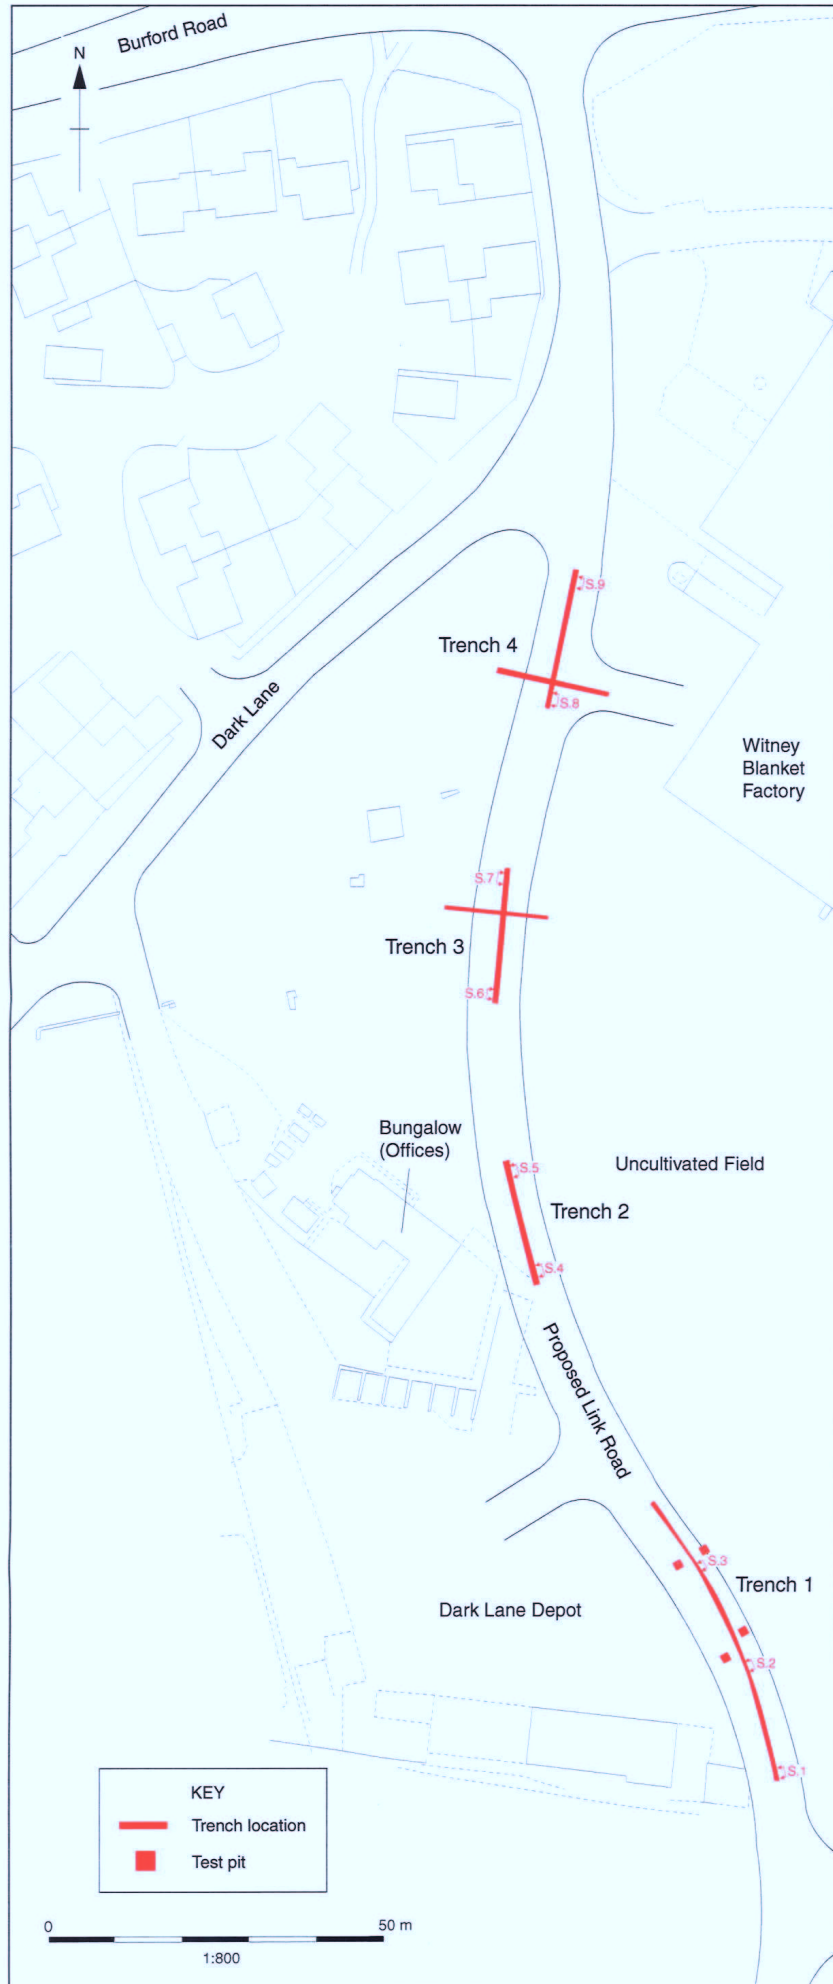 Burford Road
N
S.9
Trench 4
S.8
Dark Lane
Witney
Blanket
Factory
S.7
Trench 3
S.6
Bungalow
(Offices)
S.5
Uncultivated Field
Trench 2
S.4
Proposed Link Road
S.3
Trench 1
Dark Lane Depot
S.2
S.1
KEY
Trench location
Test pit
0
50 m
1:800